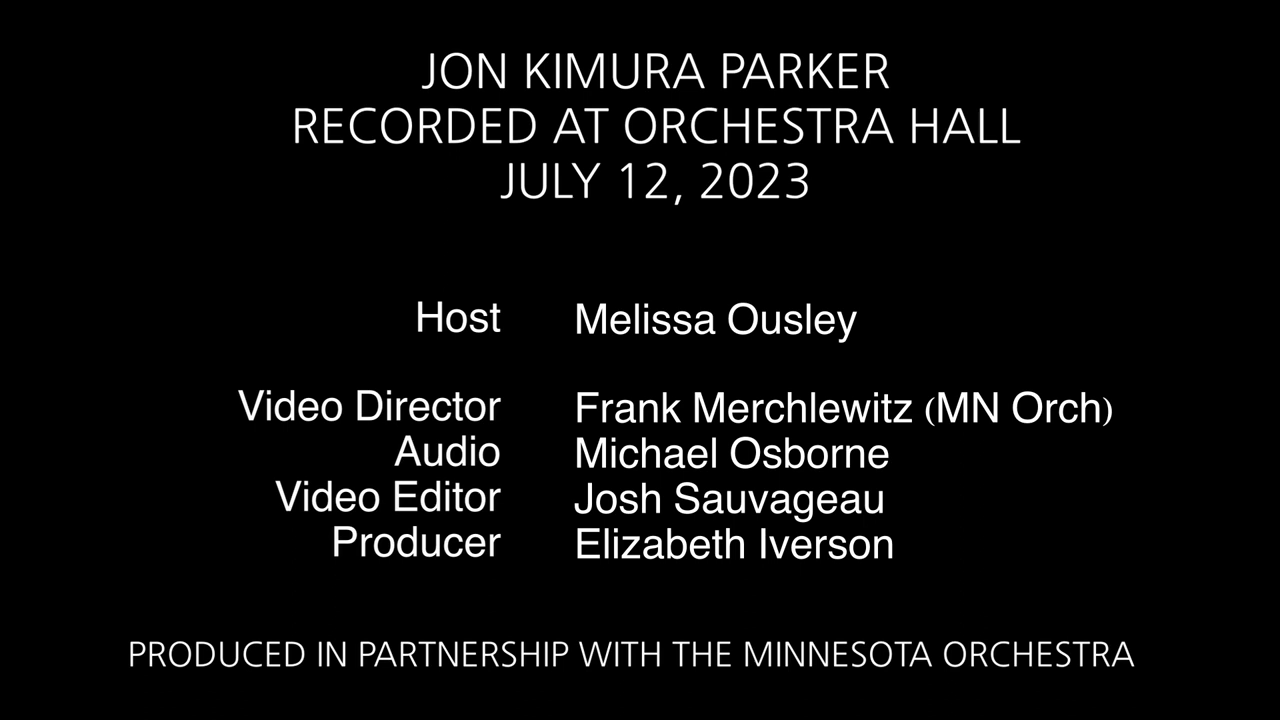 JON KIMURA PARKER
RECORDED AT ORCHESTRA HALL
JULY 12, 2023
Host Melissa Ousley
Video Director Frank Merchlewitz (MN Orch)
Audio Michael Osborne
Video Editor Josh Sauvageau
Producer Elizabeth Iverson
PRODUCED IN PARTNERSHIP WITH THE MINNESOTA ORCHESTRA